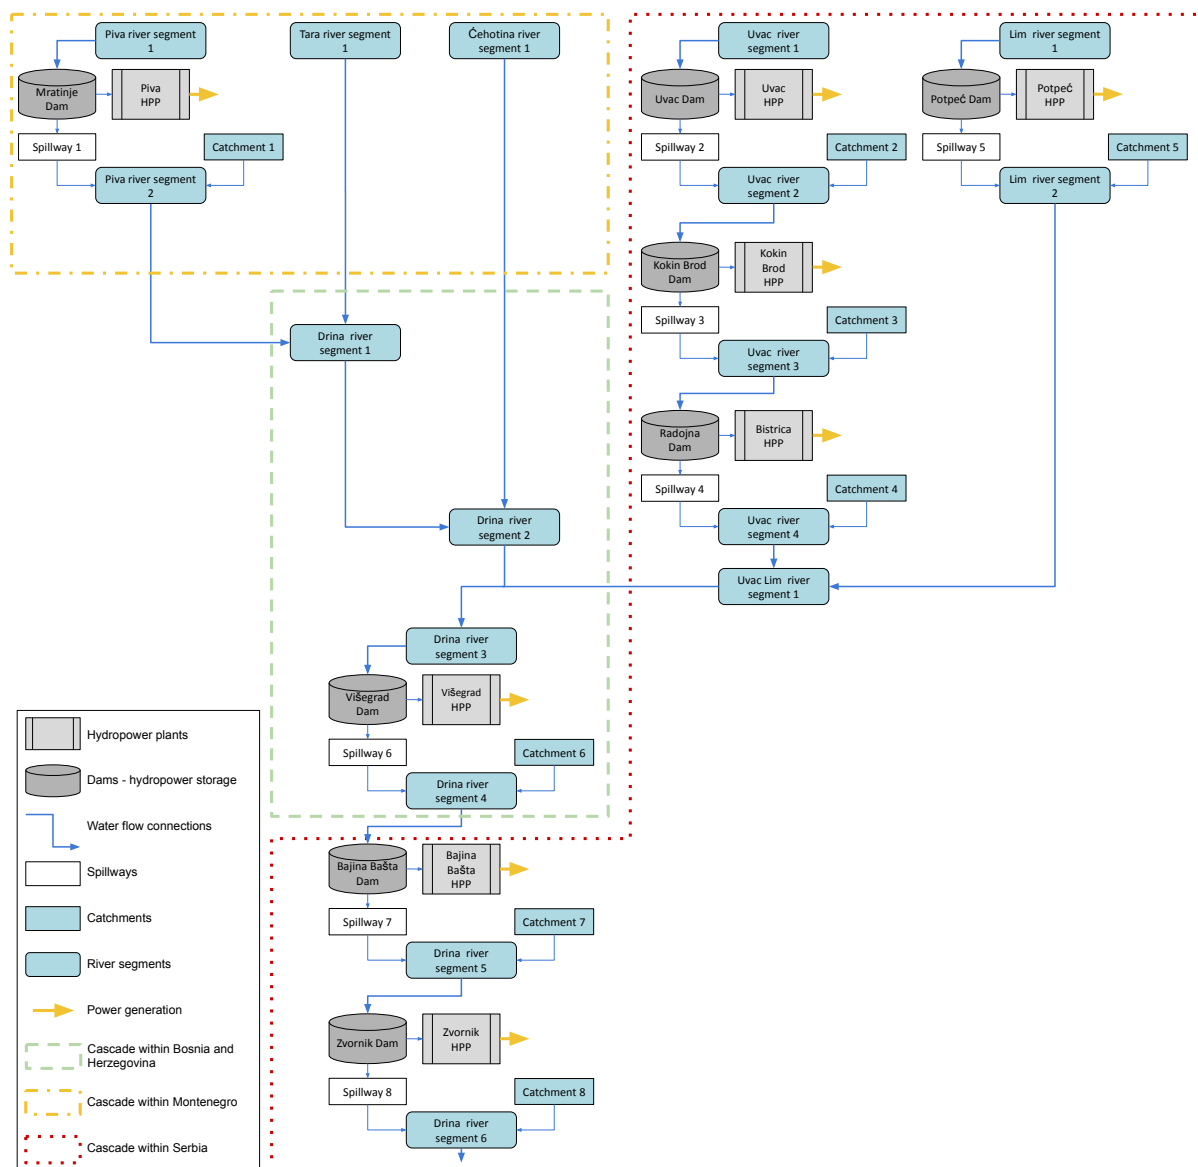 Piva river segment
1
Tara river segment
1
Ćehotina river
segment 1
Uvac river
segment 1
Lim river segment
1
Mratinje
Dam
Piva
HPP
Uvac Dam
Uvac
HPP
Potpeć Dam
Potpeć
HPP
Spillway 1
Catchment 1
Spillway 2
Catchment 2
Spillway 5
Catchment 5
Piva river segment
2
Uvac river
segment 2
Lim river segment
2
Kokin Brod
Dam
Kokin
Brod
HPP
Spillway 3
Catchment 3
Drina river
segment 1
Uvac river
segment 3
Radojna
Dam
Bistrica
HPP
Spillway 4
Catchment 4
Drina river
segment 2
Uvac river
segment 4
Uvac Lim river
segment 1
Drina river
segment 3
Višegrad
Dam
Višegrad
HPP
Spillway 6
Catchment 6
Drina river
segment 4
Bajina Bašta
Dam
Bajina
Bašta
HPP
Spillway 7
Catchment 7
Drina river
segment 5
Zvornik Dam
Zvornik
HPP
Spillway 8
Catchment 8
Drina river
segment 6
Hydropower plants
Dams - hydropower storage
Water flow connections
Spillways
Catchments
River segments
Power generation
Cascade within Bosnia and
Herzegovina
Cascade within Montenegro
Cascade within Serbia